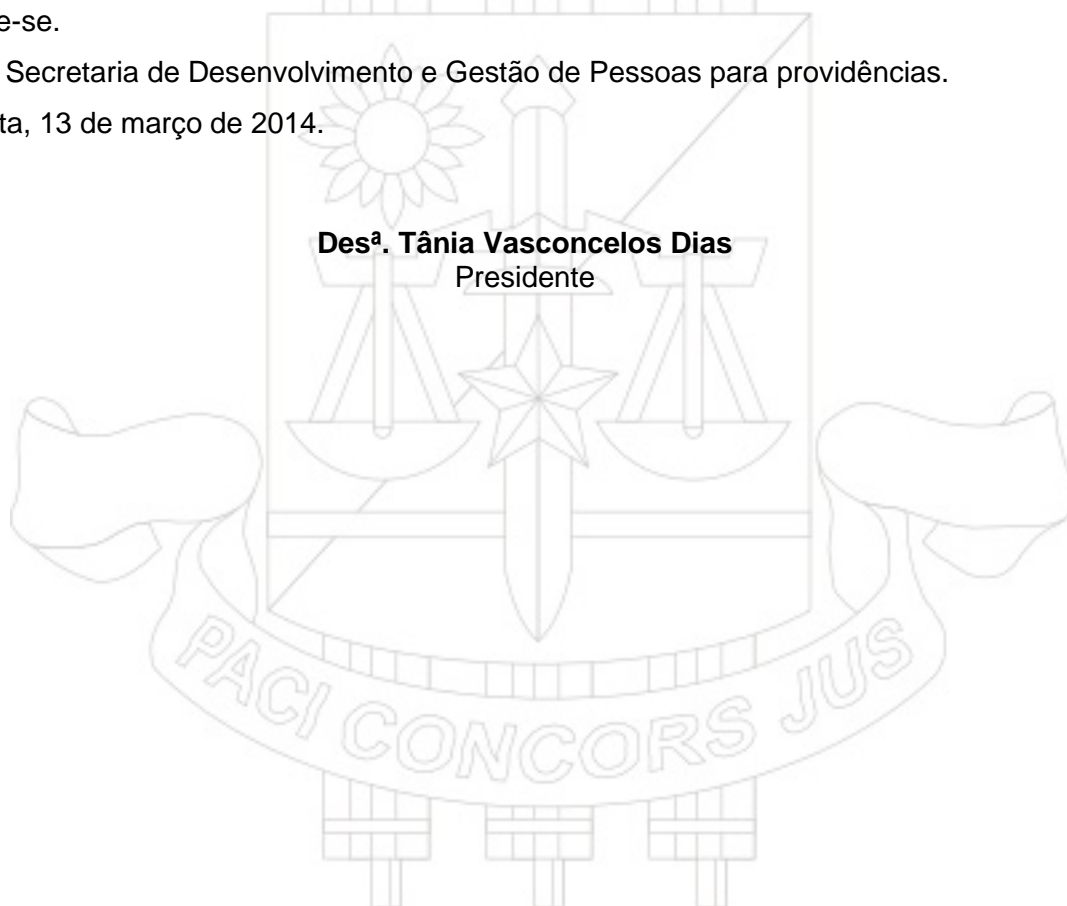 e-se.
Secretaria de Desenvolvimento e Gestão de Pessoas para providências.
ta, 13 de março de 2014.
Desª. Tânia Vasconcelos Dias
Presidente
PACI CONCORS JUS